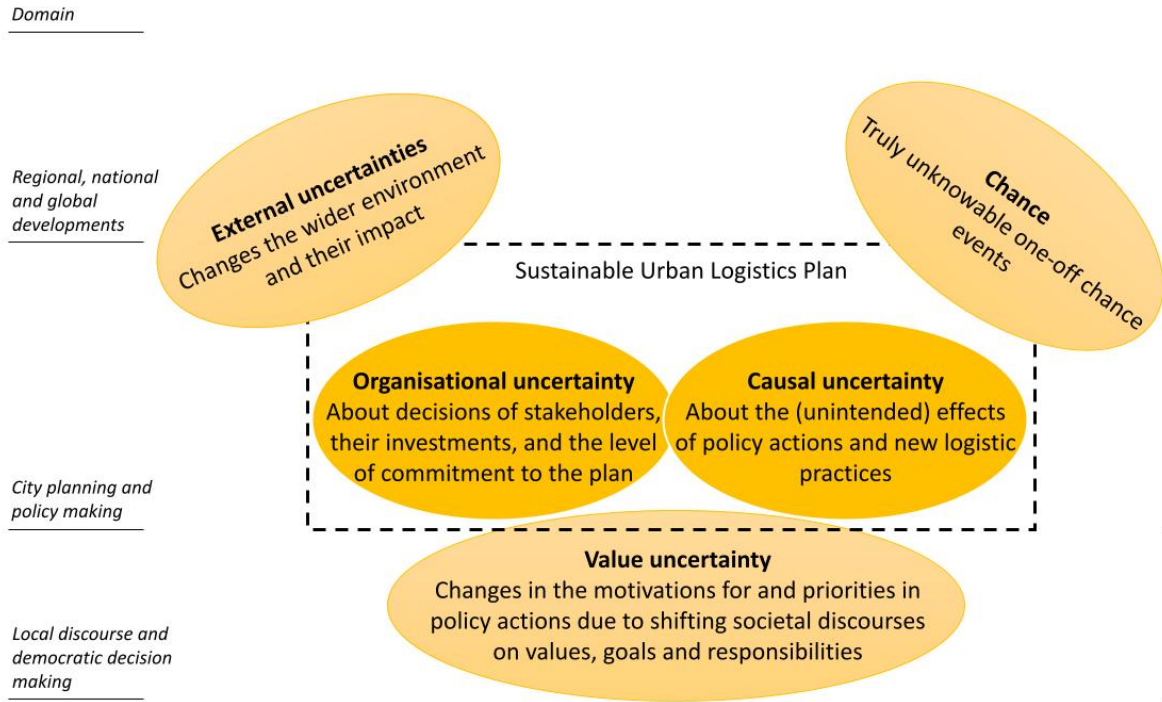 Domain
Regional, national
and global
developments
External uncertainties
Changes the wider environment
and their impact
Chance
Truly unknowable one-off chance
events
Sustainable Urban Logistics Plan
Organisational uncertainty
About decisions of stakeholders,
their investments, and the level
of commitment to the plan
Causal uncertainty
About the (unintended) effects
of policy actions and new logistic
practices
City planning and
policy making
Value uncertainty
Changes in the motivations for and priorities in
policy actions due to shifting societal discourses
on values, goals and responsibilities
Local discourse and
democratic decision
making